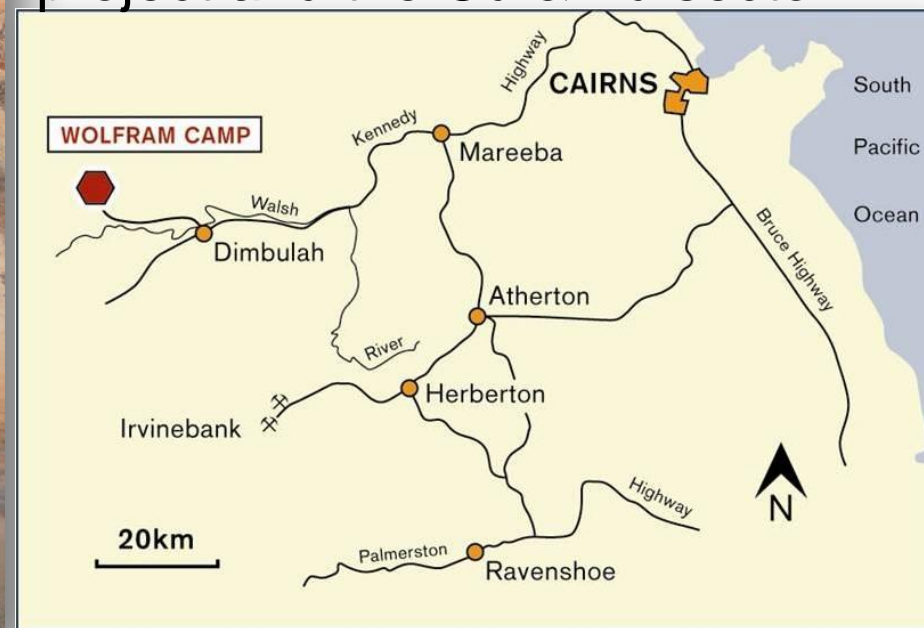 Highway
CAIRNS
South
Pacific
Ocean
WOLFRAM CAMP
Kennedy
Mareeba
Walsh
Dimbulah
Bruce Highway
Atherton
River
Herberton
Irvinebank
N
20km
Highway
Palmerston
Ravenshoe